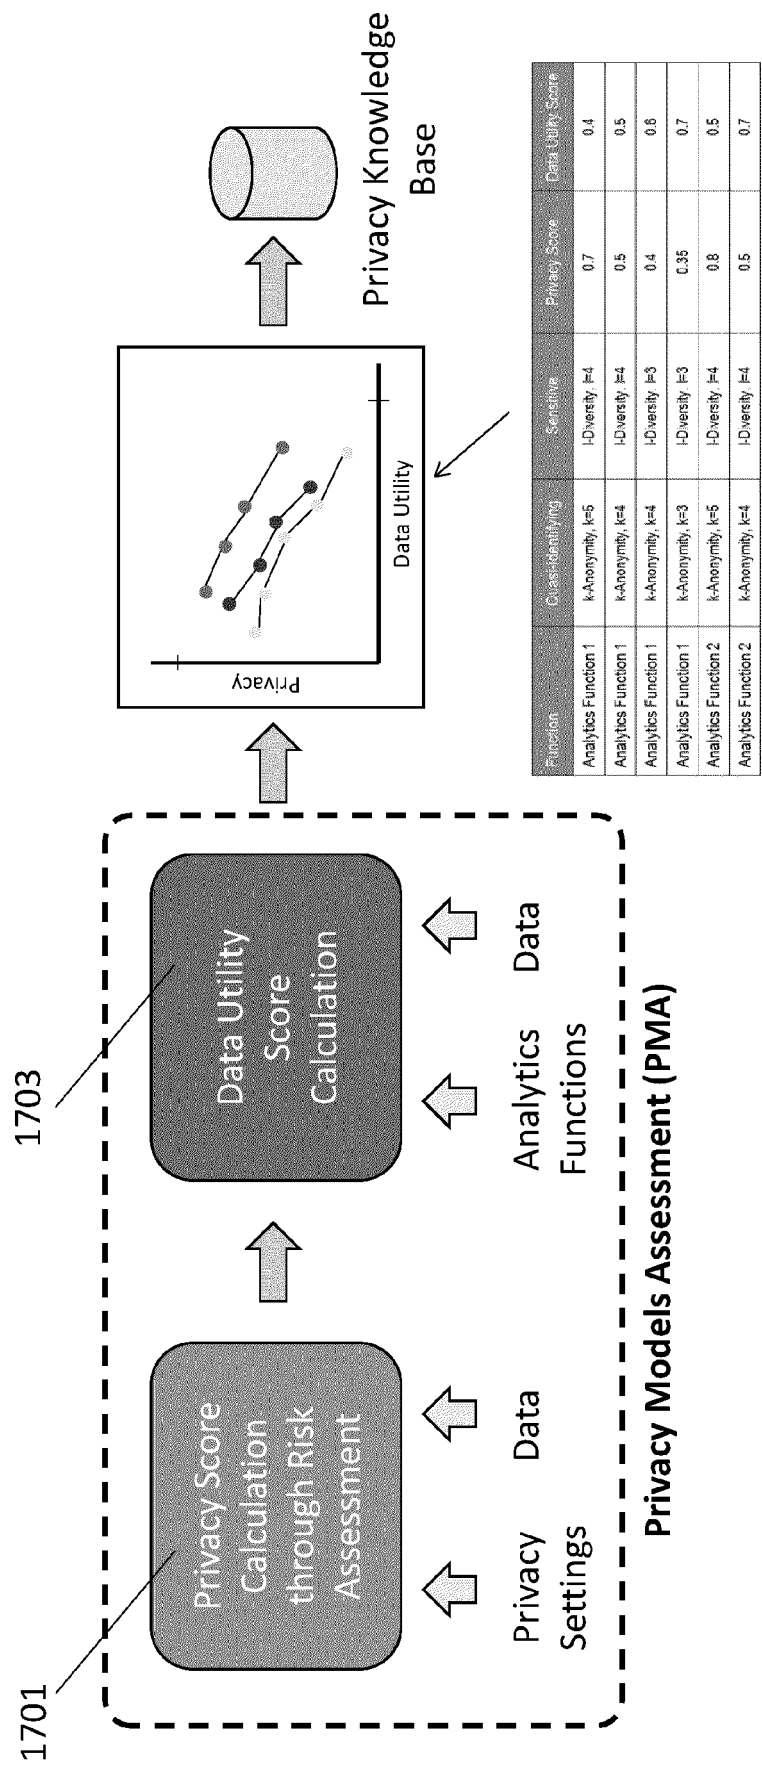 1701
1703
Privacy Score
Calculation
through Risk
Assessment
Data Utility
Score
Calculation
Privacy
Settings
Data
Analytics
Functions
Data
Privacy Models Assessment (PMA)
Privacy
Data Utility
Privacy Knowledge
Base
Function Quasi-Identifying Sensitive Privacy Score Data Utility Score
Analytics Function 1 k-Anonymity, k=5 l-Diversity, l=4 0.7 0.4
Analytics Function 1 k-Anonymity, k=4 l-Diversity, l=4 0.5 0.5
Analytics Function 1 k-Anonymity, k=4 l-Diversity, l=3 0.4 0.6
Analytics Function 1 k-Anonymity, k=3 l-Diversity, l=3 0.35 0.7
Analytics Function 2 k-Anonymity, k=5 l-Diversity, l=4 0.8 0.5
Analytics Function 2 k-Anonymity, k=4 l-Diversity, l=4 0.5 0.7